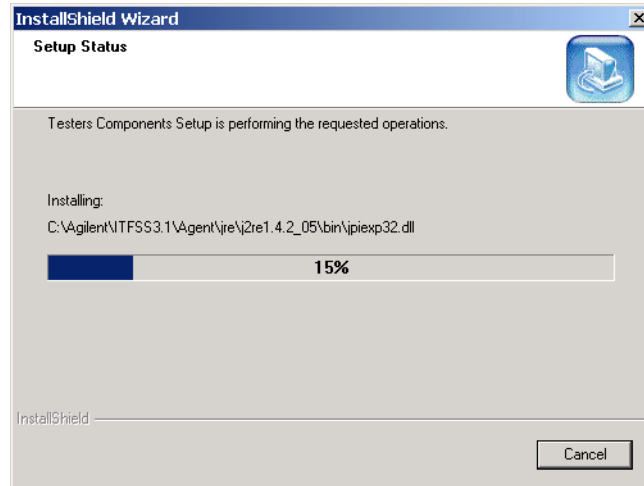 InstallShield Wizard
Setup Status
Testers Components Setup is performing the requested operations.
Installing:
C:\Agilent\ITFSS3.1\Agent\jre\j2re1.4.2_05\bin\jpiexp32.dll
15%
InstallShield
Cancel